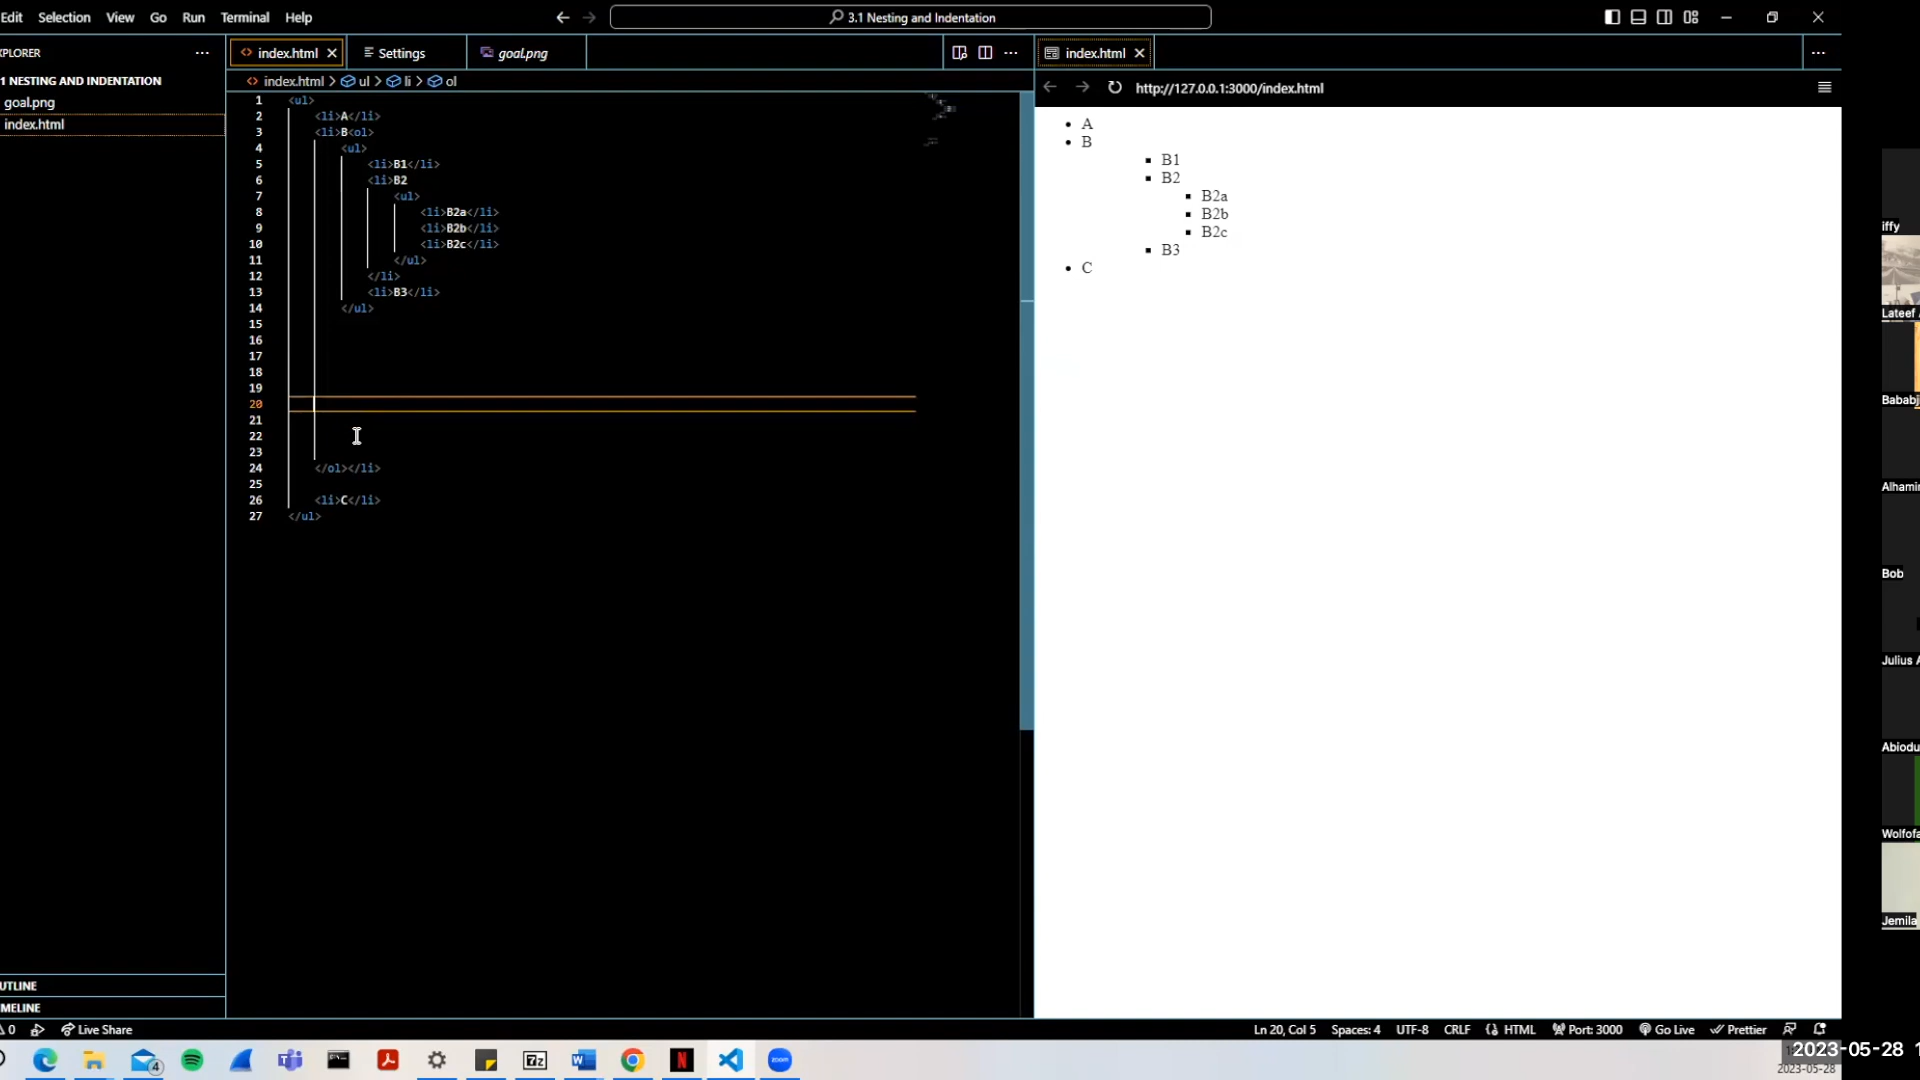 Edit Selection View Go Run Terminal Help
3.1 Nesting and Indentation
XPLORER
index.html
Settings
goal.png
index.html
1 NESTING AND INDENTATION
index.html > ul > li > ol
http://127.0.0.1:3000/index.html
goal.png
index.html
1 <ul>
2 <li>A</li>
3 <li>B<ol>
4 <ul>
5 <li>B1</li>
6 <li>B2
7 <ul>
8 <li>B2a</li>
9 <li>B2b</li>
10 <li>B2c</li>
11 </ul>
12 </li>
13 <li>B3</li>
14 </ul>
15
16
17
18
19
20
21
22
23
24 </ol></li>
25
26 <li>C</li>
27 </ul>
• A
• B
▪ B1
▪ B2
▪ B2a
▪ B2b
▪ B2c
▪ B3
• C
iffy
Lateef
Bababj
Alhamin
Bob
Julius A
Abiodu
Wolfofa
Jemila
UTLINE
MELINE
0 Live Share
Ln 20, Col 5 Spaces: 4 UTF-8 CRLF HTML Port: 3000 Go Live Prettier
4
7z
zoom
2023-05-28 1
2023-05-28